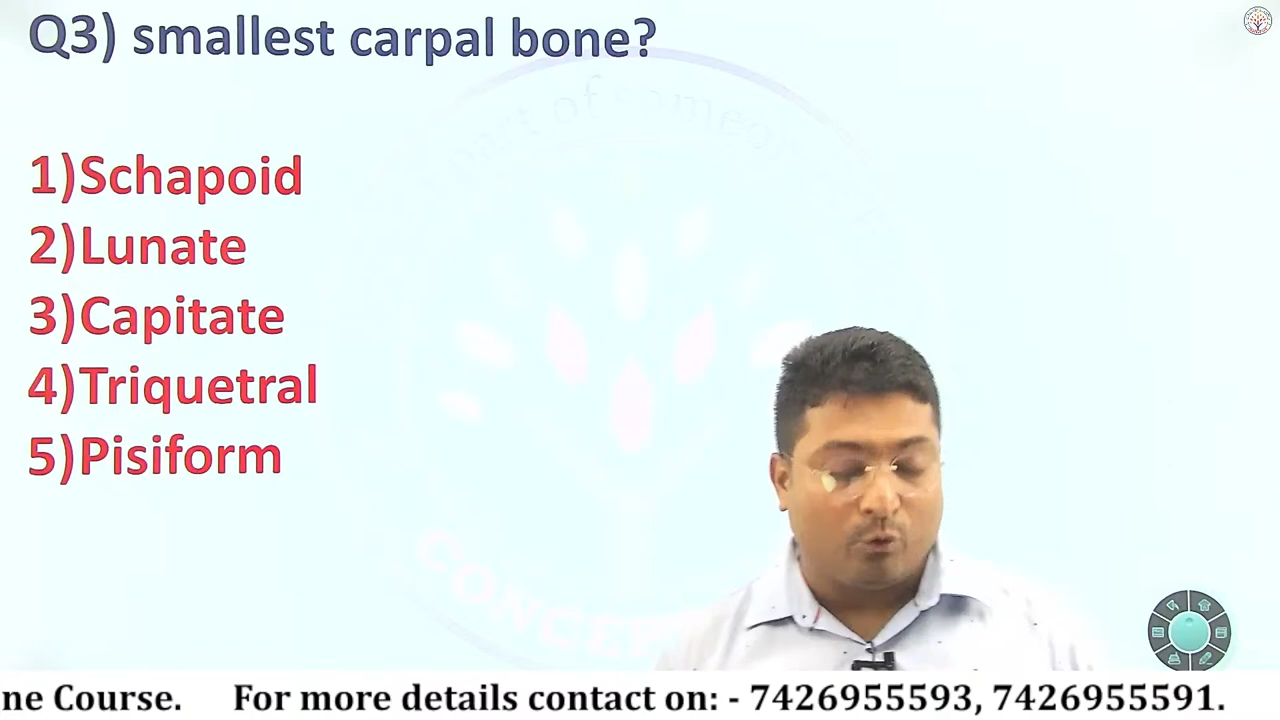 Q3) smallest carpal bone?
1)Schapoid
2)Lunate
3)Capitate
4)Triquetral
5)Pisiform
ne Course. For more details contact on: - 7426955593, 7426955591.